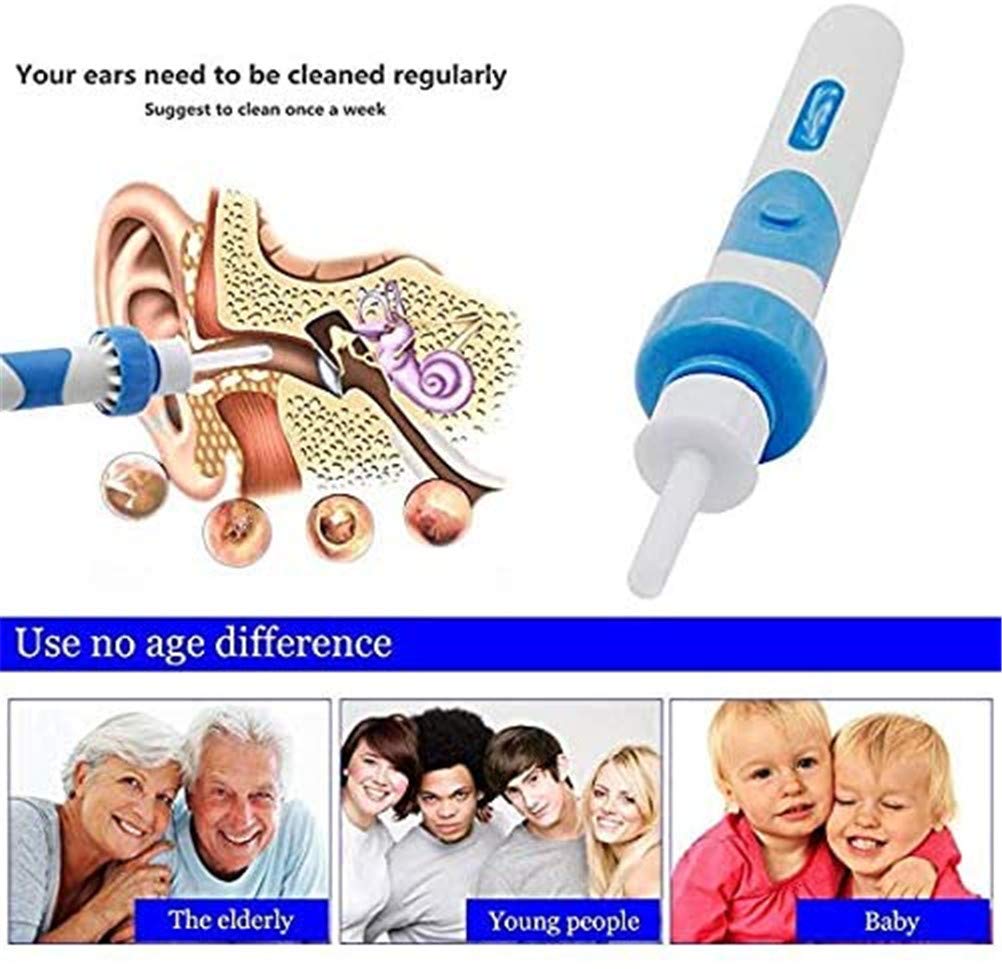 Your ears need to be cleaned regularly
Suggest to clean once a week
Use no age difference
The elderly
Young people
Baby